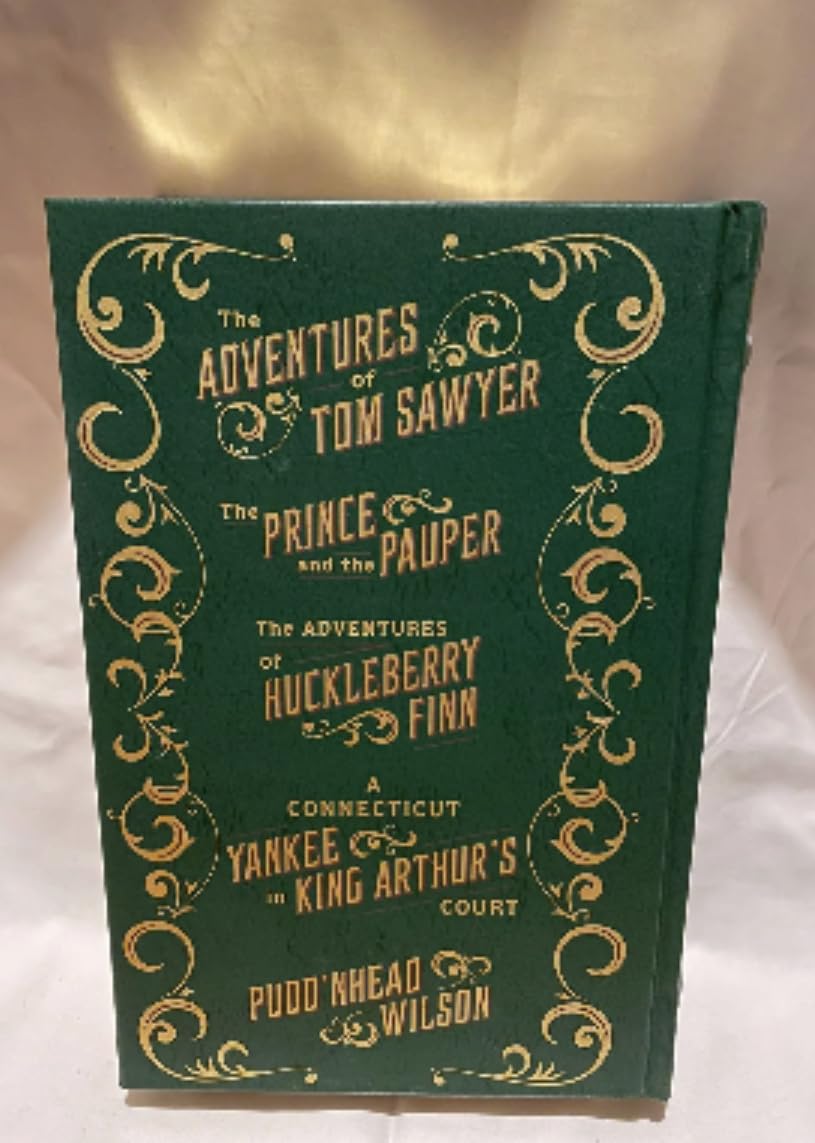 The
ADVENTURES
of
TOM SAWYER
The PRINCE
and the PAUPER
The ADVENTURES
of
HUCKLEBERRY
FINN
A
CONNECTICUT
YANKEE
in KING ARTHUR'S
COURT
PUDD'NHEAD
WILSON